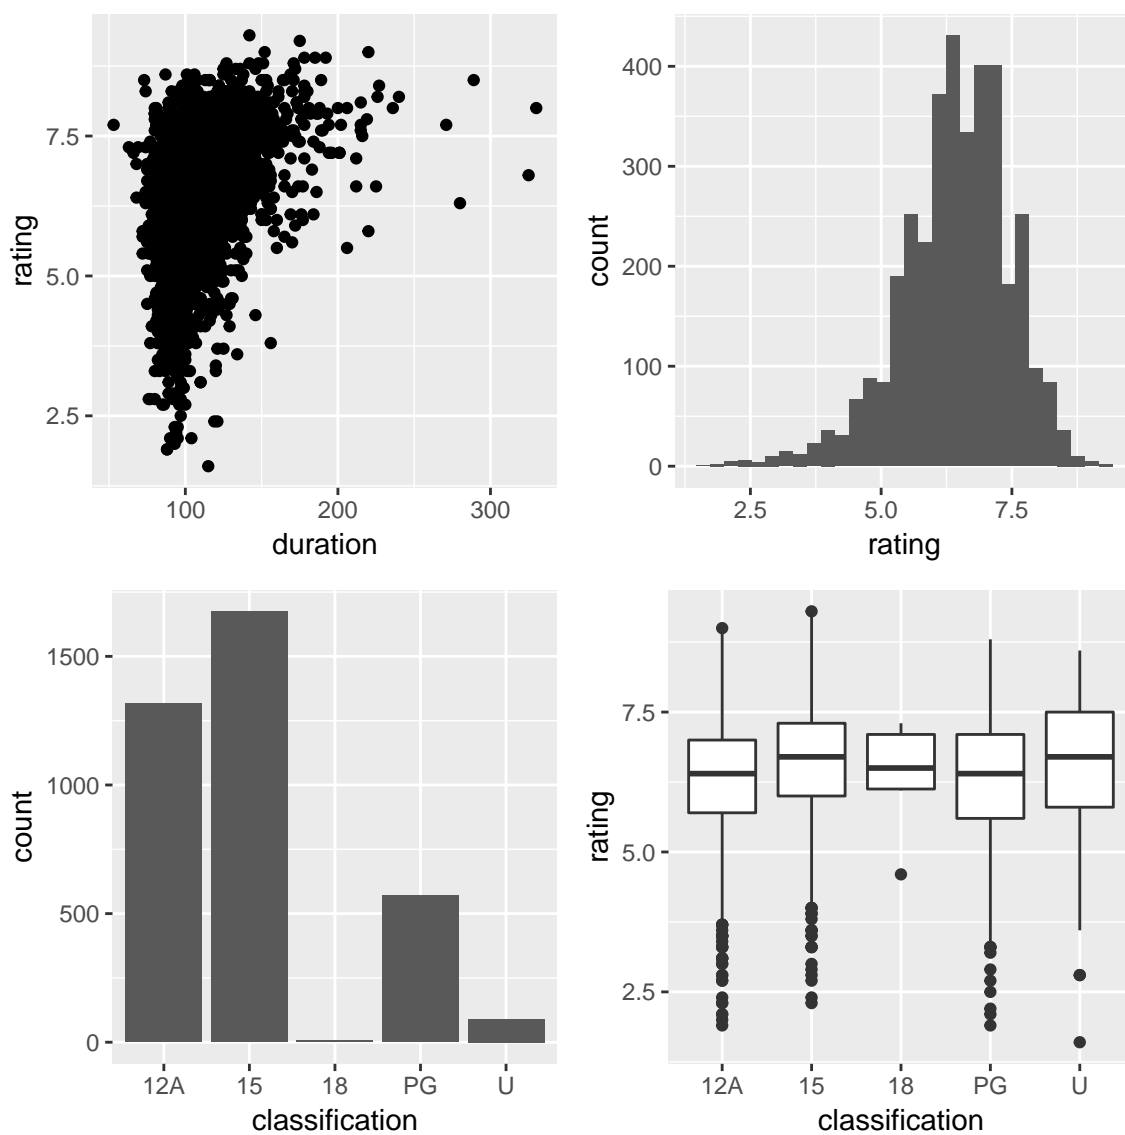 7.5
5.0
2.5
rating
100 200 300
duration
400
300
200
100
0
count
2.5 5.0 7.5
rating
1500
1000
500
0
count
12A 15 18 PG U
classification
7.5
5.0
2.5
rating
12A 15 18 PG U
classification